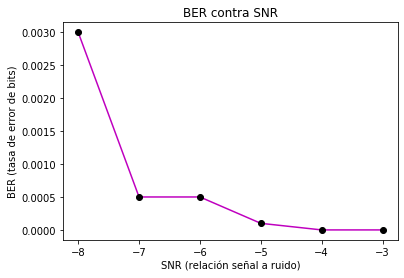 BER contra SNR
0.0030
0.0025
0.0020
0.0015
0.0010
0.0005
0.0000
BER (tasa de error de bits)
−8 −7 −6 −5 −4 −3
SNR (relación señal a ruido)